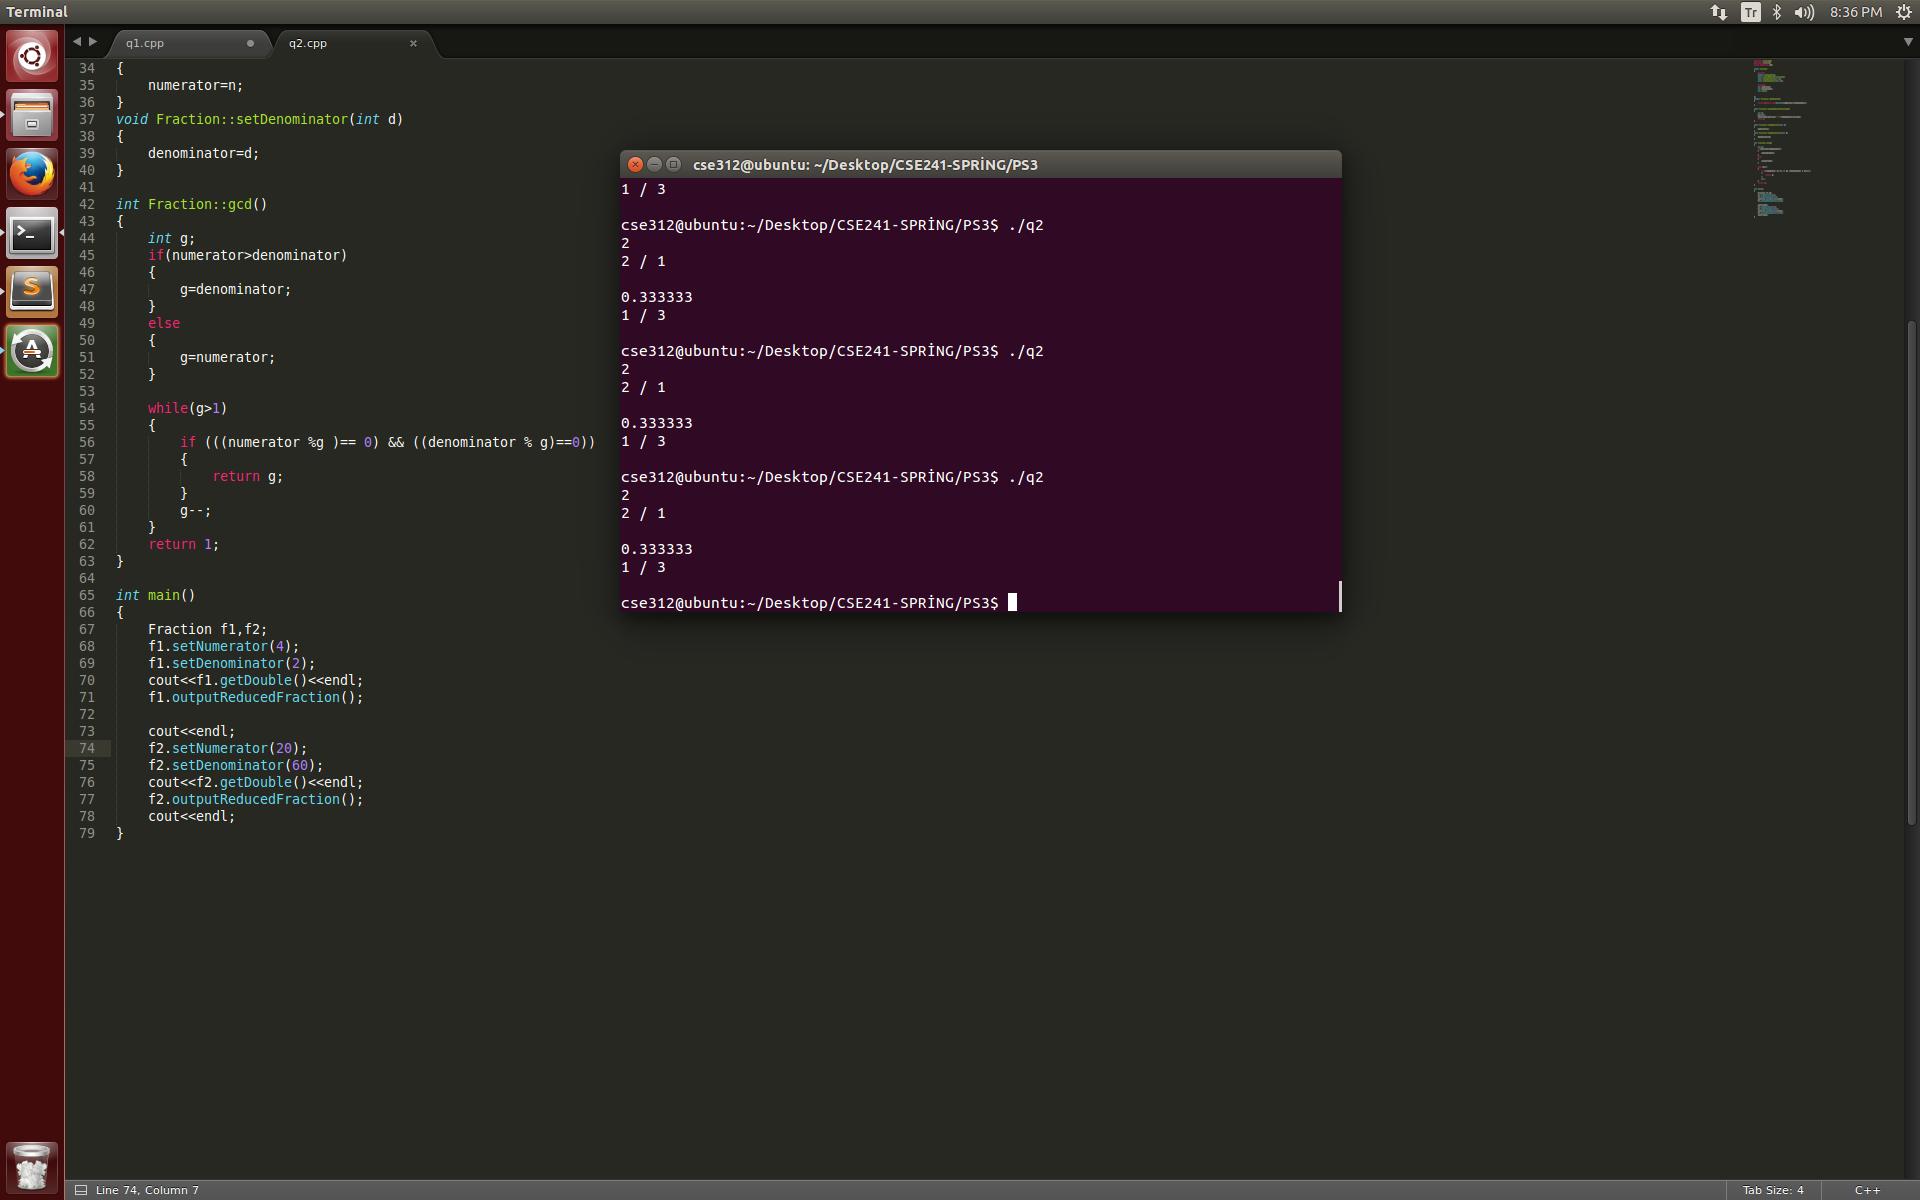 Terminal
Tr
8:36 PM
q1.cpp
q2.cpp
34 {
35     numerator=n;
36 }
37 void Fraction::setDenominator(int d)
38 {
39     denominator=d;
40 }
41
42 int Fraction::gcd()
43 {
44     int g;
45     if(numerator>denominator)
46     {
47         g=denominator;
48     }
49     else
50     {
51         g=numerator;
52     }
53
54     while(g>1)
55     {
56         if (((numerator %g )== 0) && ((denominator % g)==0))
57         {
58             return g;
59         }
60         g--;
61     }
62     return 1;
63 }
64
65 int main()
66 {
67     Fraction f1,f2;
68     f1.setNumerator(4);
69     f1.setDenominator(2);
70     cout<<f1.getDouble()<<endl;
71     f1.outputReducedFraction();
72
73     cout<<endl;
74     f2.setNumerator(20);
75     f2.setDenominator(60);
76     cout<<f2.getDouble()<<endl;
77     f2.outputReducedFraction();
78     cout<<endl;
79 }
cse312@ubuntu: ~/Desktop/CSE241-SPRİNG/PS3
1 / 3
cse312@ubuntu:~/Desktop/CSE241-SPRİNG/PS3$ ./q2
2
2 / 1
0.333333
1 / 3
cse312@ubuntu:~/Desktop/CSE241-SPRİNG/PS3$ ./q2
2
2 / 1
0.333333
1 / 3
cse312@ubuntu:~/Desktop/CSE241-SPRİNG/PS3$ ./q2
2
2 / 1
0.333333
1 / 3
cse312@ubuntu:~/Desktop/CSE241-SPRİNG/PS3$
Line 74, Column 7
Tab Size: 4
C++